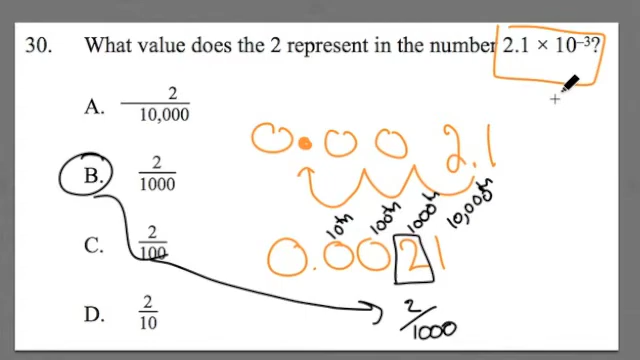 30. What value does the 2 represent in the number 2.1 × 10⁻³?
A. 2/10,000
B. 2/1000
C. 2/100
D. 2/10
0.00 2.1
10th 100th 1000th 10,000th
0.0021
2/1000